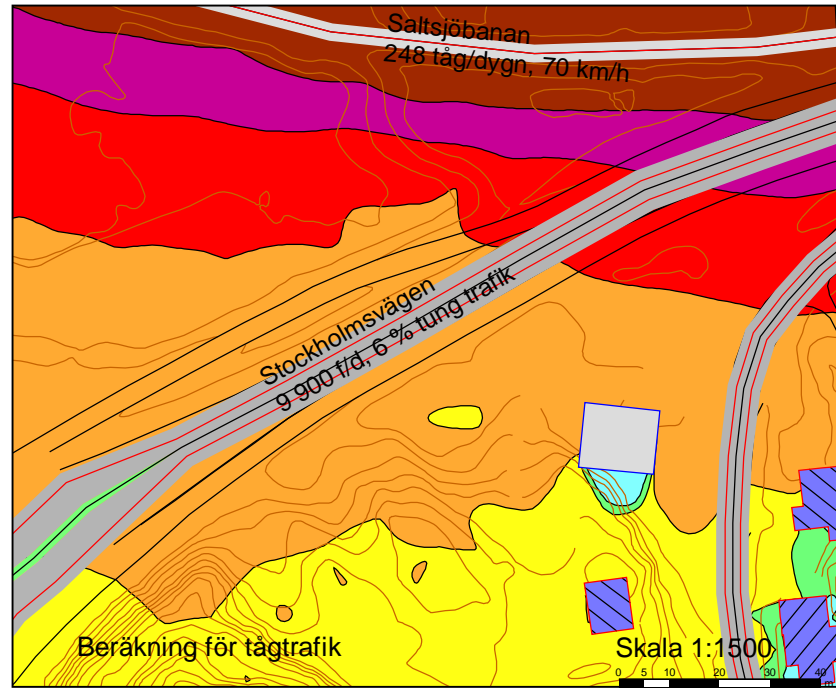 Saltsjöbanan
248 tåg/dygn, 70 km/h
Stockholmsvägen
9 900 f/d, 6 % tung trafik
Beräkning för tågtrafik
Skala 1:1500
0 5 10 20 30 40
m